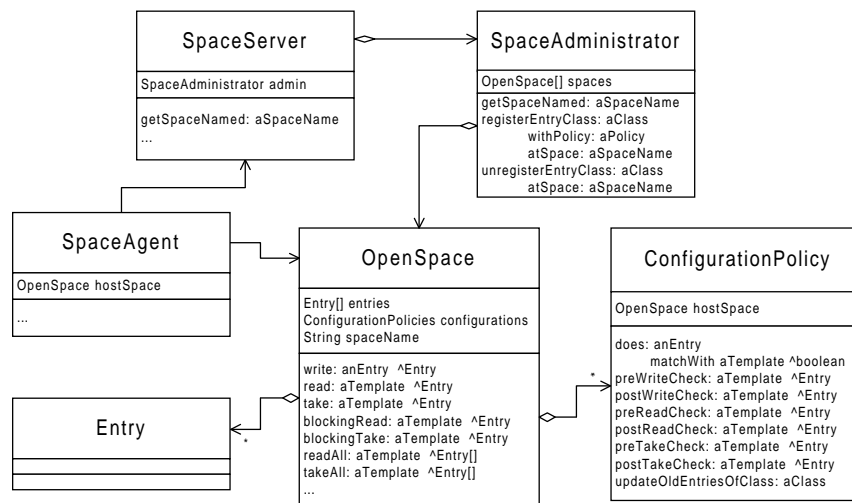 SpaceServer
SpaceAdministrator admin
getSpaceNamed: aSpaceName
...
SpaceAdministrator
OpenSpace[] spaces
getSpaceNamed: aSpaceName
registerEntryClass: aClass
withPolicy: aPolicy
atSpace: aSpaceName
unregisterEntryClass: aClass
atSpace: aSpaceName
SpaceAgent
OpenSpace hostSpace
...
OpenSpace
Entry[] entries
ConfigurationPolicies configurations
String spaceName
write: anEntry ^Entry
read: aTemplate ^Entry
take: aTemplate ^Entry
blockingRead: aTemplate ^Entry
blockingTake: aTemplate ^Entry
readAll: aTemplate ^Entry[]
takeAll: aTemplate ^Entry[]
...
ConfigurationPolicy
OpenSpace hostSpace
does: anEntry
matchWith aTemplate ^boolean
preWriteCheck: aTemplate ^Entry
postWriteCheck: aTemplate ^Entry
preReadCheck: aTemplate ^Entry
postReadCheck: aTemplate ^Entry
preTakeCheck: aTemplate ^Entry
postTakeCheck: aTemplate ^Entry
updateOldEntriesOfClass: aClass
*
Entry
*